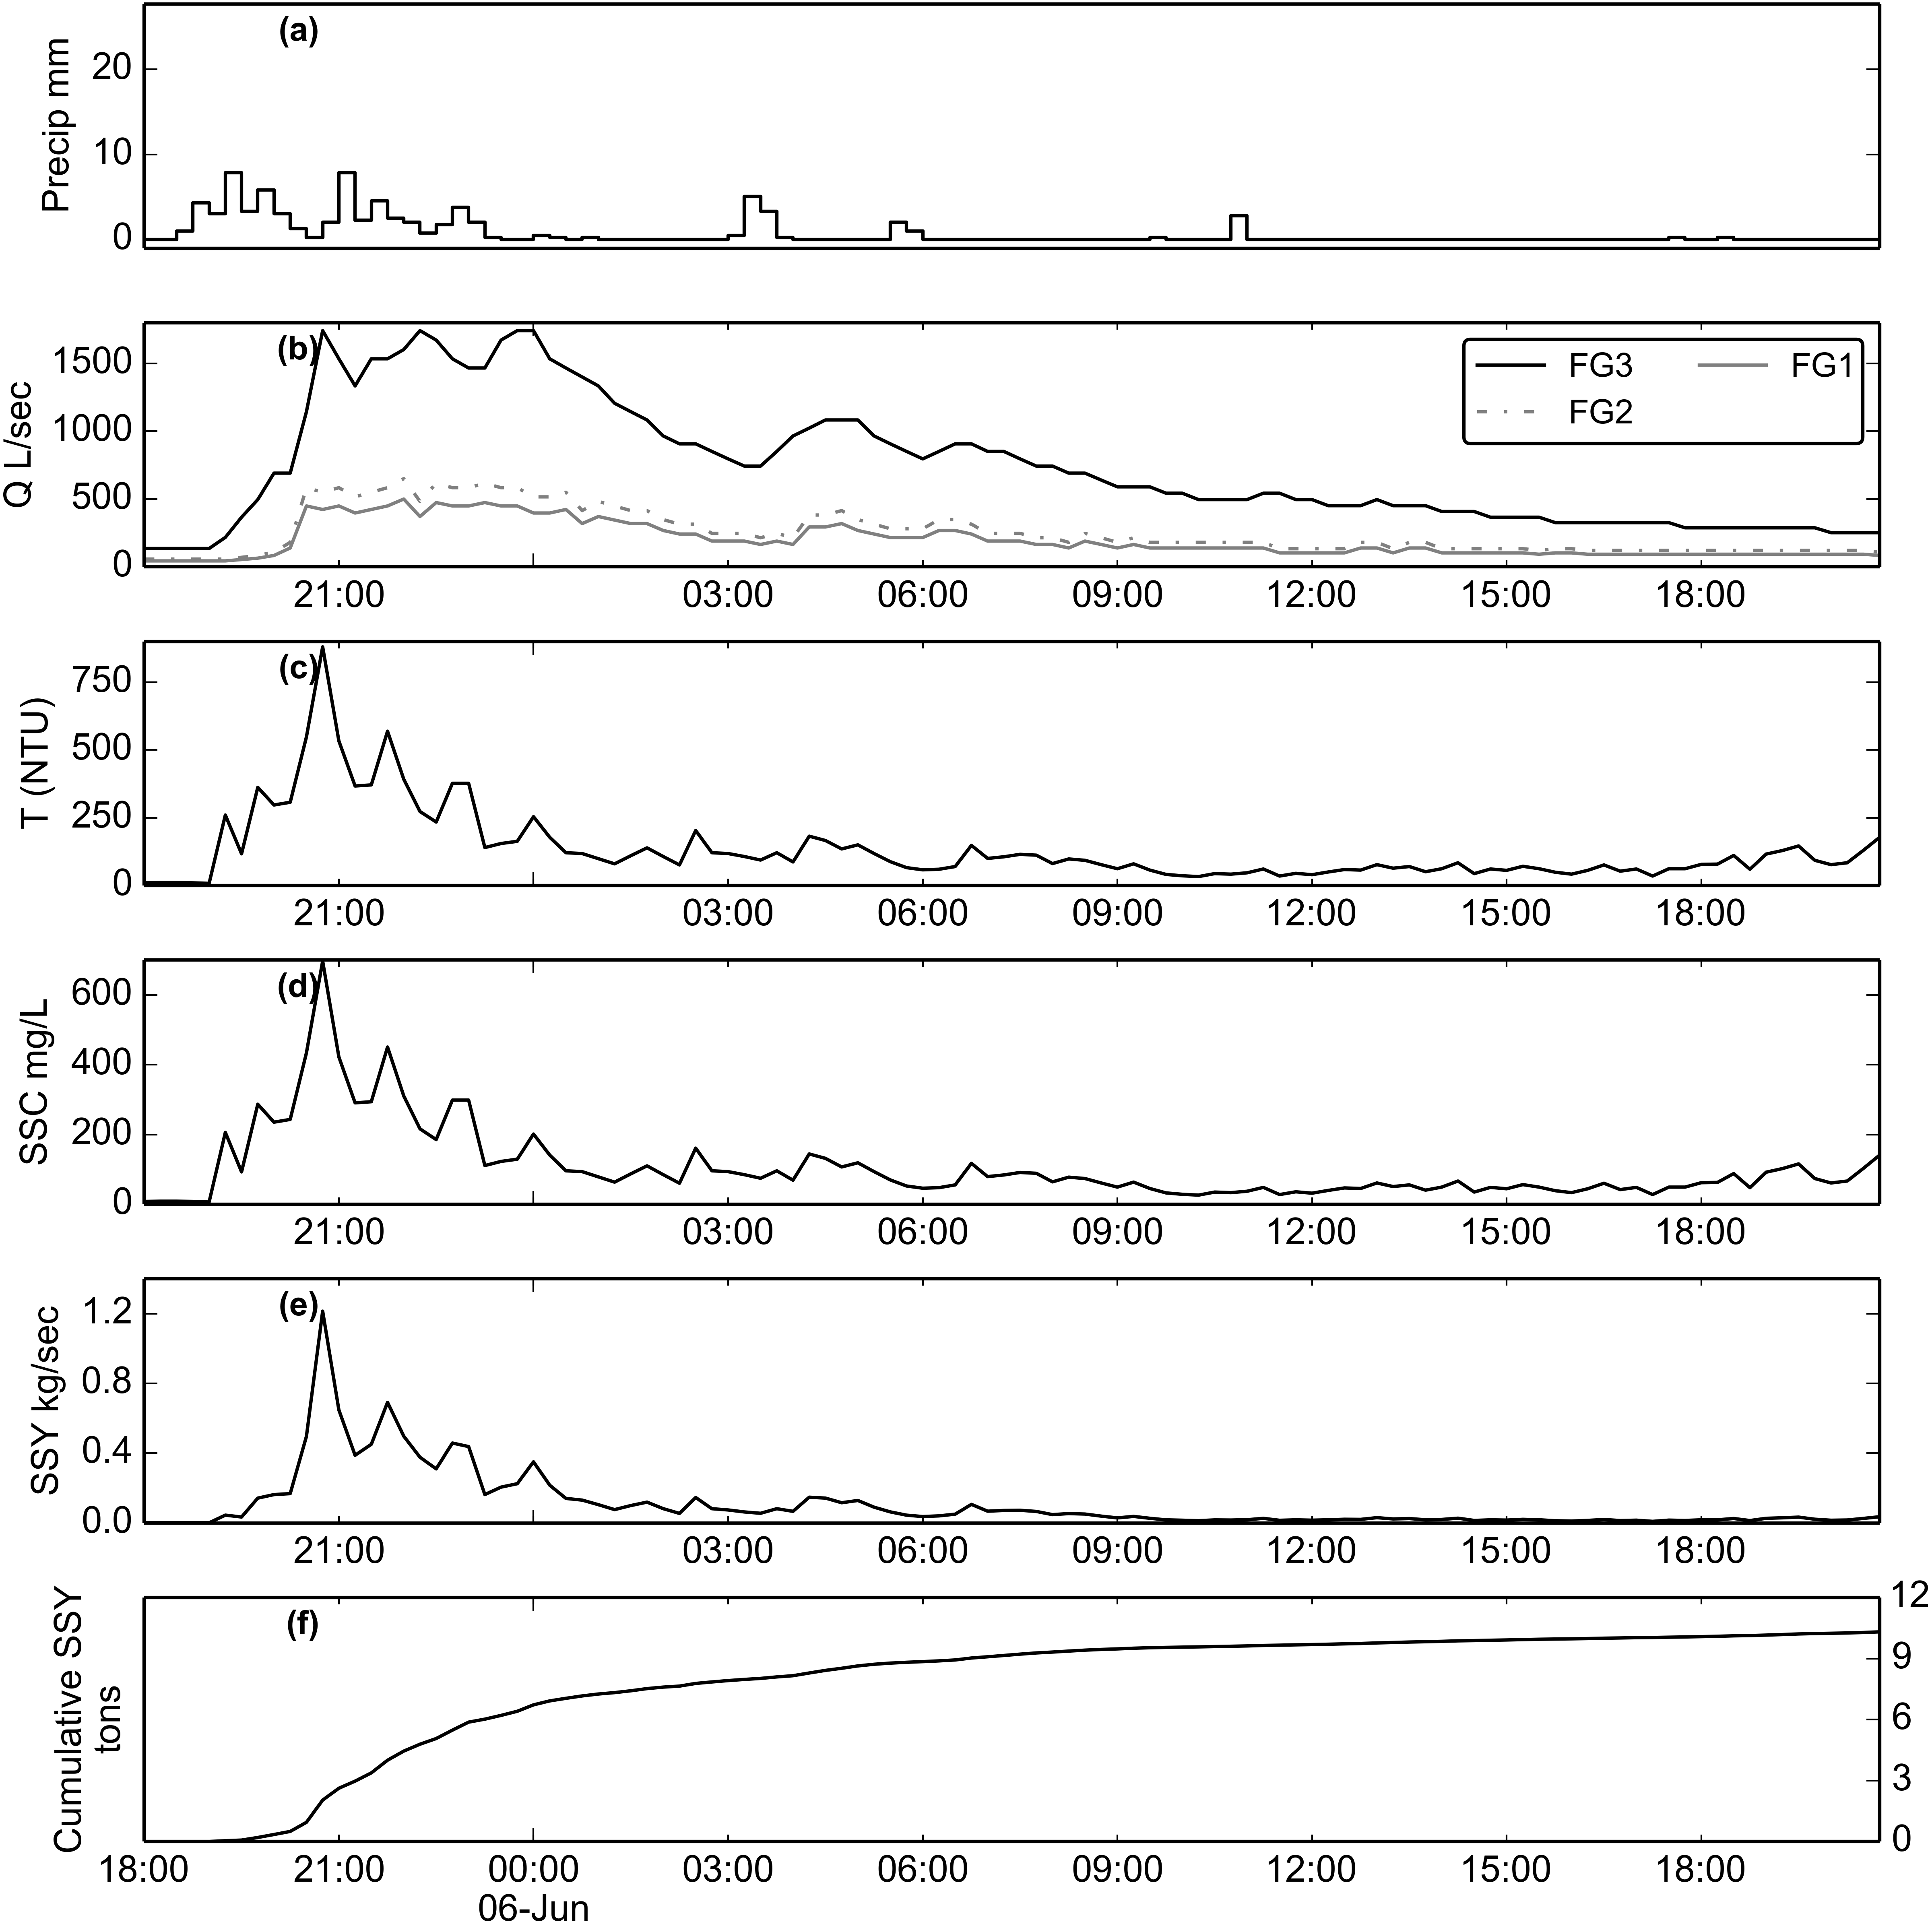 (a)
20
10
0
Precip mm
(b)
1500
1000
500
0
Q L/sec
FG3 FG1
FG2
21:00 03:00 06:00 09:00 12:00 15:00 18:00
(c)
750
500
250
0
T (NTU)
21:00 03:00 06:00 09:00 12:00 15:00 18:00
(d)
600
400
200
0
SSC mg/L
21:00 03:00 06:00 09:00 12:00 15:00 18:00
(e)
1.2
0.8
0.4
0.0
SSY kg/sec
21:00 03:00 06:00 09:00 12:00 15:00 18:00
(f)
12
9
6
3
0
Cumulative SSY
tons
18:00 21:00 00:00 03:00 06:00 09:00 12:00 15:00 18:00
06-Jun